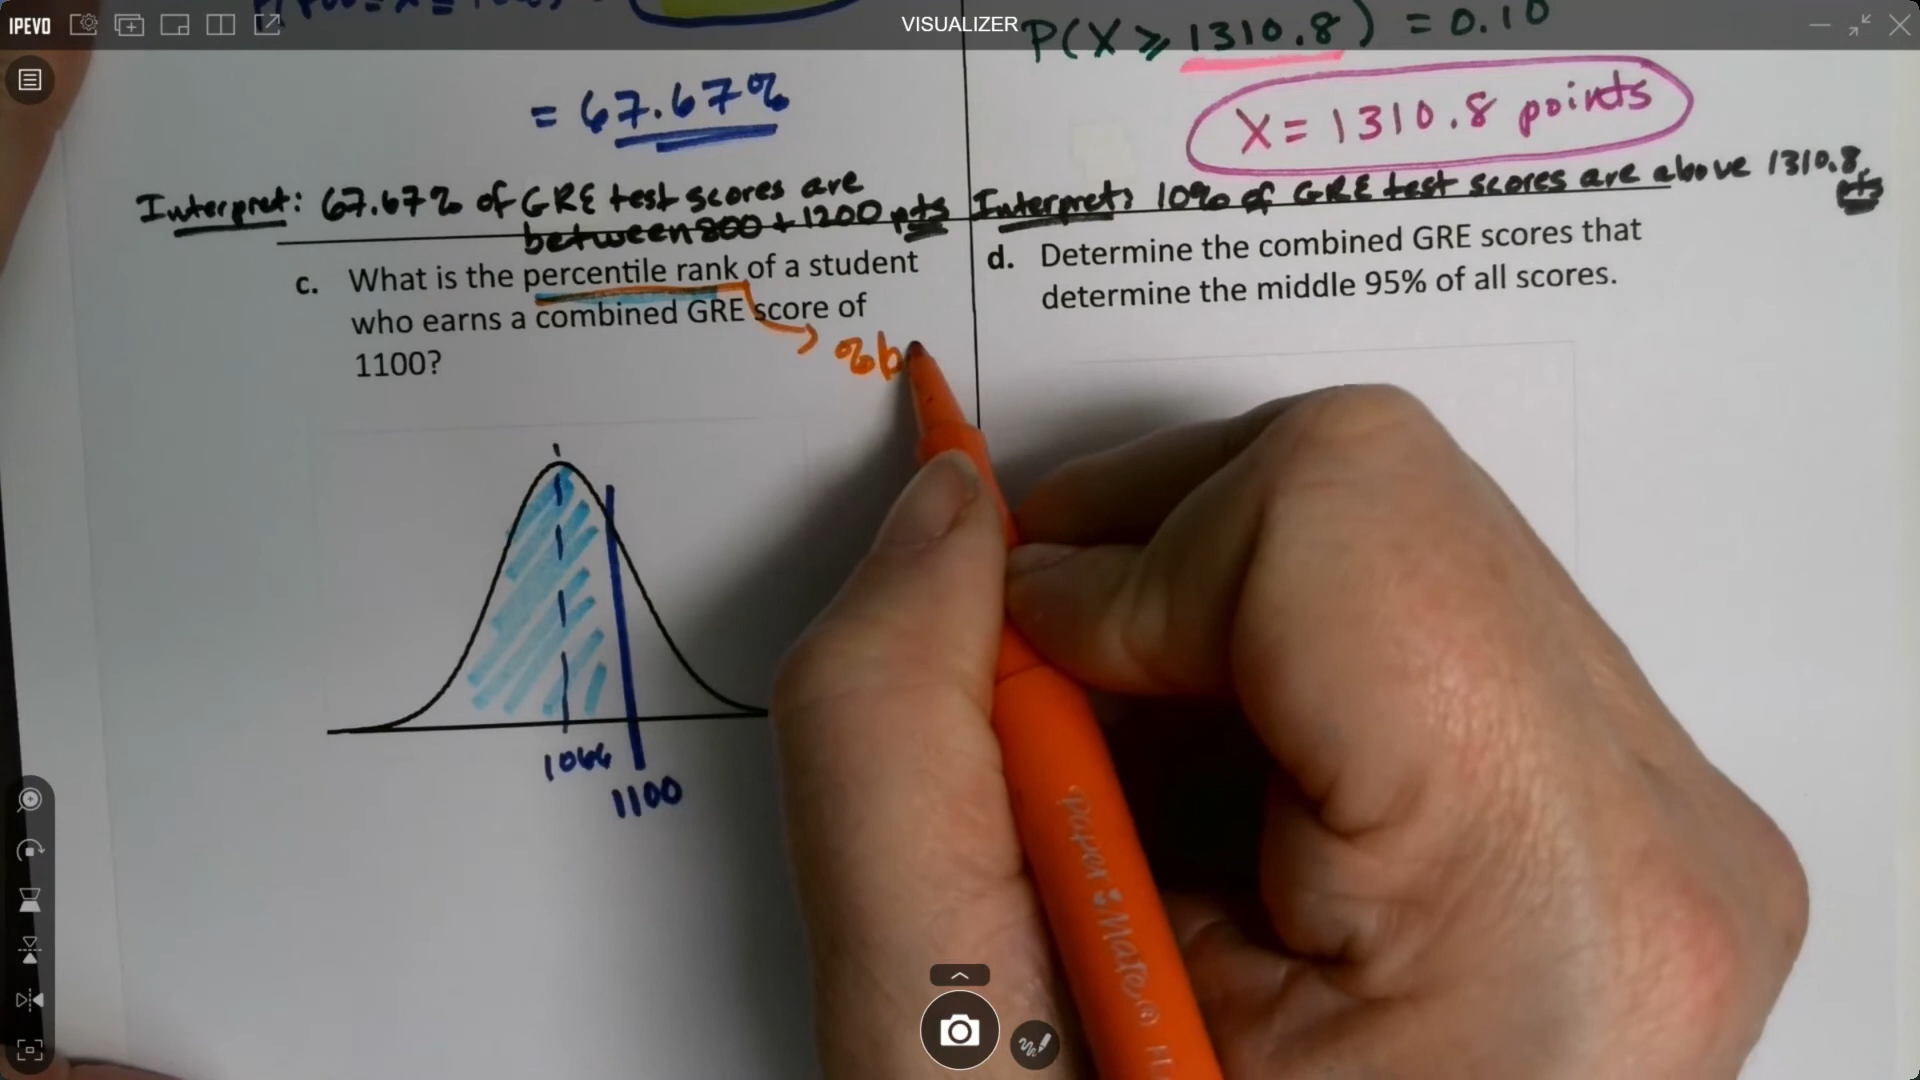 IPEVO
VISUALIZER
P(X ≥ 1310.8) = 0.10
= 67.67%
X = 1310.8 points
Interpret: 67.67% of GRE test scores are
between 800 + 1200 pts
Interpret: 10% of GRE test scores are above 1310.8
pts
c. What is the percentile rank of a student
who earns a combined GRE score of
1100?
% b
d. Determine the combined GRE scores that
determine the middle 95% of all scores.
1066
1100
PaperMate®